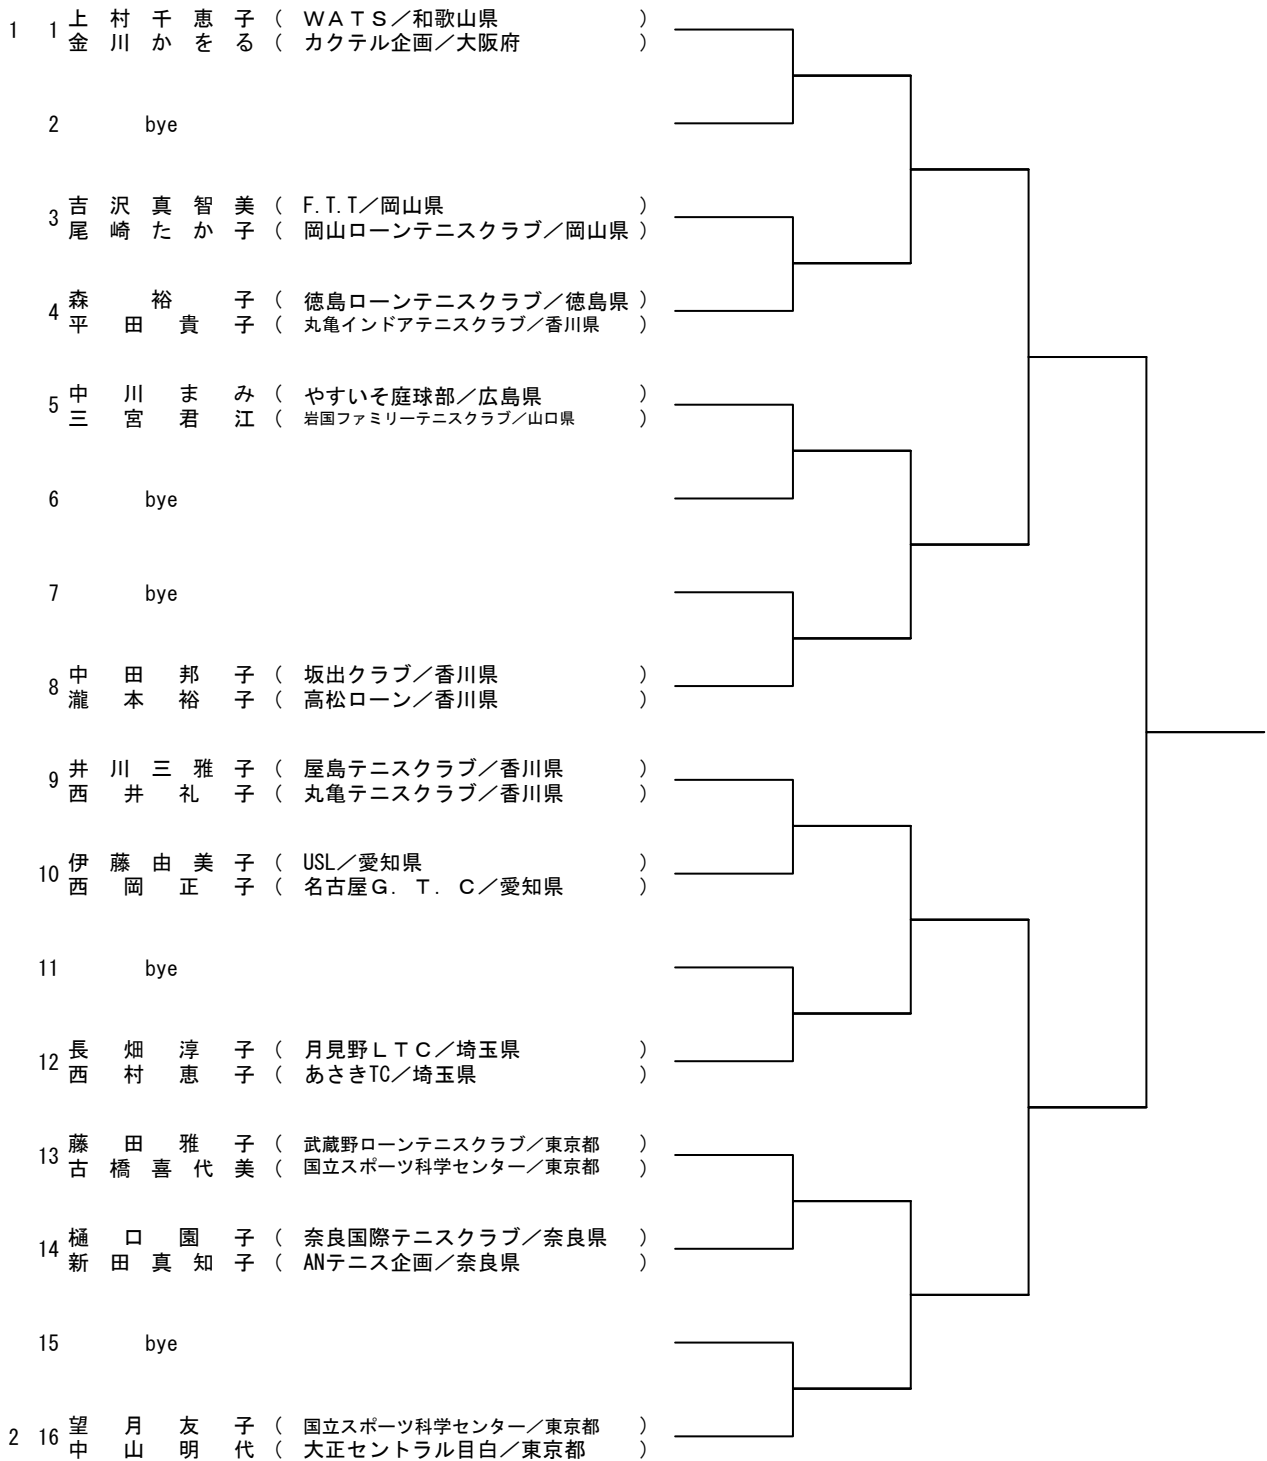 1 1 上村千恵子 ( ＷＡＴＳ／和歌山県 )
金川かをる ( カクテル企画／大阪府 )
2 bye
3 吉沢真智美 ( F.T.T／岡山県 )
尾崎たか子 ( 岡山ローンテニスクラブ／岡山県 )
4 森裕子 ( 徳島ローンテニスクラブ／徳島県 )
平田貴子 ( 丸亀インドアテニスクラブ／香川県 )
5 中川まみ ( やすいそ庭球部／広島県 )
三宮君江 ( 岩国ファミリーテニスクラブ／山口県 )
6 bye
7 bye
8 中田邦子 ( 坂出クラブ／香川県 )
瀧本裕子 ( 高松ローン／香川県 )
9 井川三雅子 ( 屋島テニスクラブ／香川県 )
西井礼子 ( 丸亀テニスクラブ／香川県 )
10 伊藤由美子 ( USL／愛知県 )
西岡正子 ( 名古屋Ｇ．Ｔ．Ｃ／愛知県 )
11 bye
12 長畑淳子 ( 月見野ＬＴＣ／埼玉県 )
西村恵子 ( あさきTC／埼玉県 )
13 藤田雅子 ( 武蔵野ローンテニスクラブ／東京都 )
古橋喜代美 ( 国立スポーツ科学センター／東京都 )
14 樋口園子 ( 奈良国際テニスクラブ／奈良県 )
新田真知子 ( ANテニス企画／奈良県 )
15 bye
2 16 望月友子 ( 国立スポーツ科学センター／東京都 )
中山明代 ( 大正セントラル目白／東京都 )